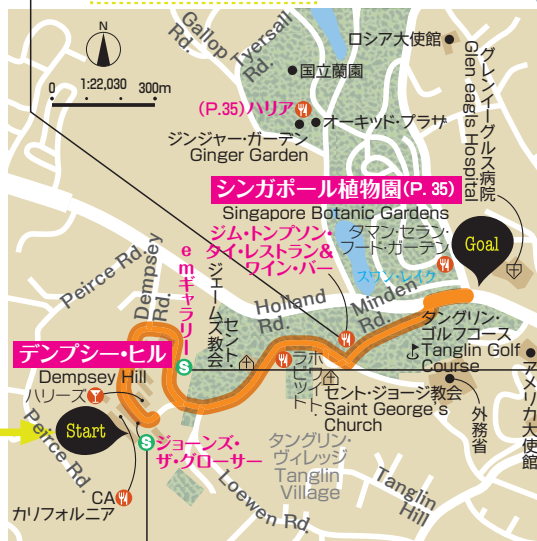 N
1:22,030
0 300m
Gallop
Rd.
Tyersall
Rd.
ロシア大使館
国立蘭園
グレンイーグルス病院
Glen eagls Hospital
(P.35)ハリア
オーキッド・プラザ
ジンジャー・ガーデン
Ginger Garden
シンガポール植物園(P. 35)
Singapore Botanic Gardens
ジム・トンプソン・
タイ・レストラン&
ワイン・バー
タマン・セラン・
フード・ガーデン
Goal
スワン・レイク
Peirce Rd.
Dempsey
Rd.
emギャラリー
セント・
ジェームズ教会
Holland
Rd.
Minden
Rd.
タングリン・
ゴルフコース
Tanglin Golf
Course
アメリカ大使館
デンプシー・ヒル
Dempsey Hill
ハリーズ
ホワイト・
ラビット
セント・ジョージ教会
Saint George's
Church
外務省
Start
Peirce Rd.
ジョーンズ・
ザ・グローサー
タングリン・
ヴィレッジ
Tanglin
Village
CA
カリフォルニア
Loewen Rd.
Tanglin
Hill
S
S